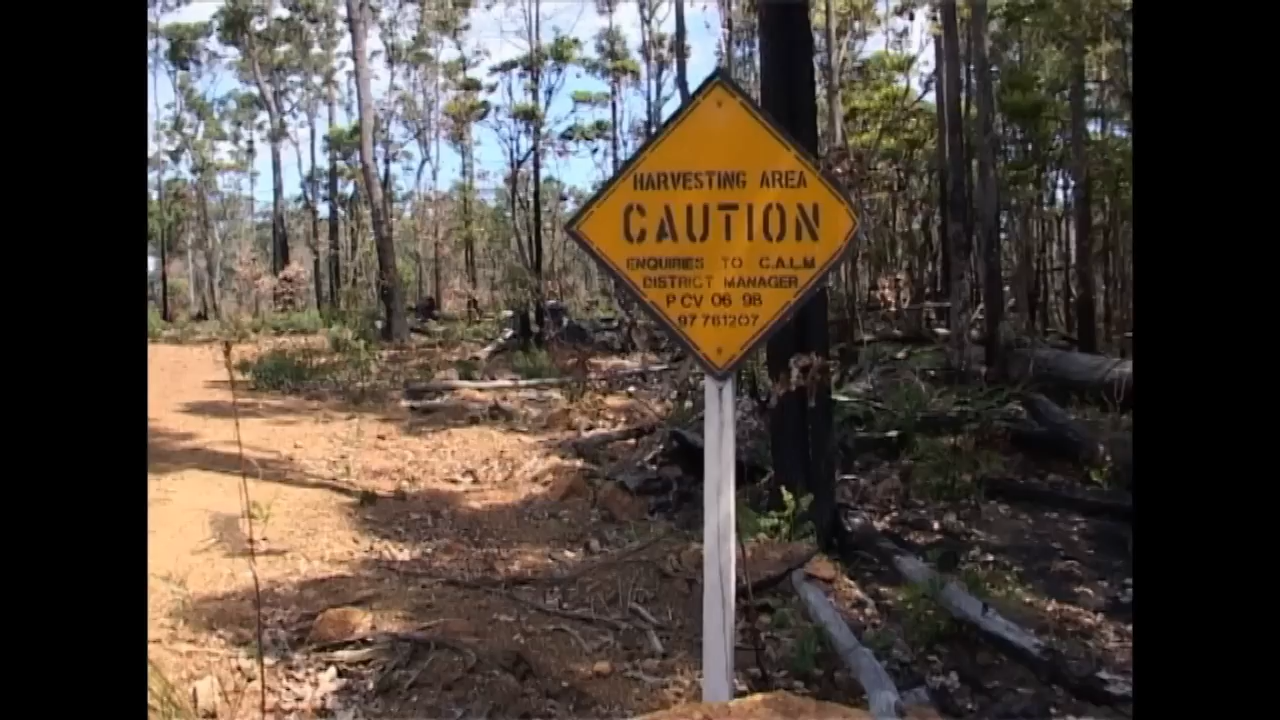 HARVESTING AREA
CAUTION
ENQUIRIES TO C.A.L.M
DISTRICT MANAGER
P CV 06 98
97 761207